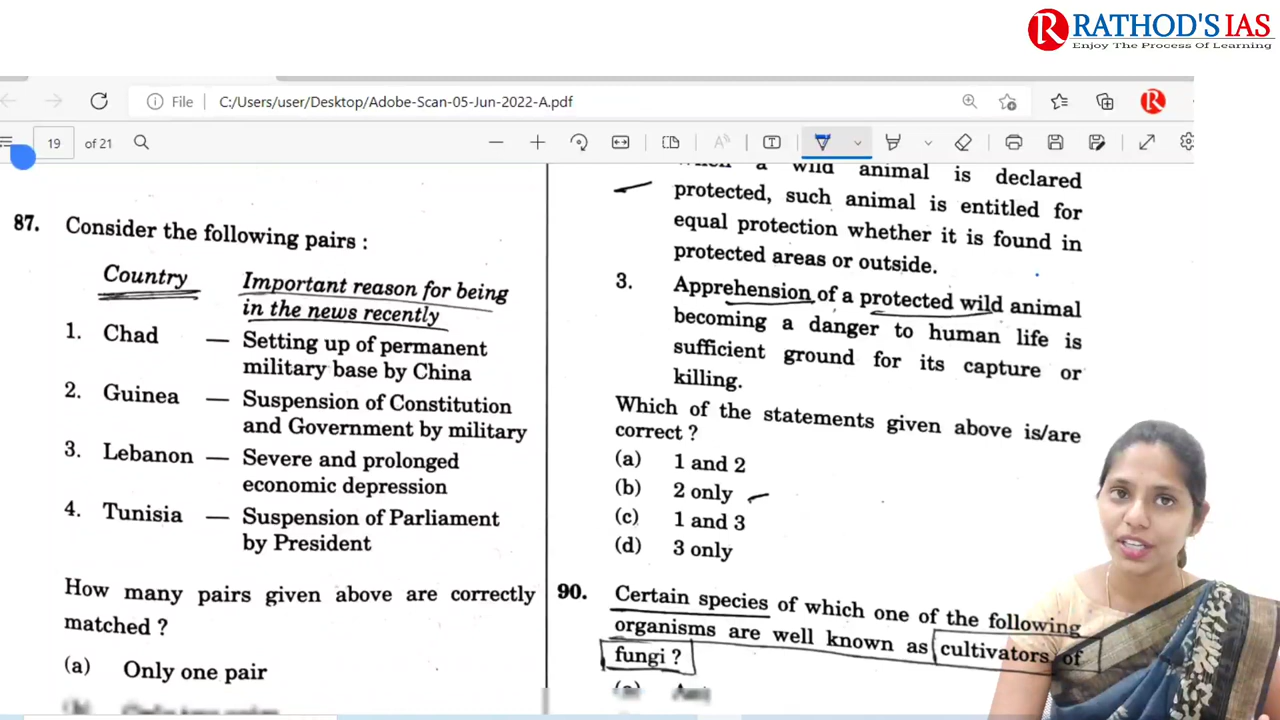 RATHOD'S IAS
Enjoy The Process Of Learning
File C:/Users/user/Desktop/Adobe-Scan-05-Jun-2022-A.pdf
19 of 21
87. Consider the following pairs :
Country Important reason for being
in the news recently
1. Chad — Setting up of permanent
military base by China
2. Guinea — Suspension of Constitution
and Government by military
3. Lebanon — Severe and prolonged
economic depression
4. Tunisia — Suspension of Parliament
by President
How many pairs given above are correctly
matched ?
(a) Only one pair
a wild animal is declared
protected, such animal is entitled for
equal protection whether it is found in
protected areas or outside.
3. Apprehension of a protected wild animal
becoming a danger to human life is
sufficient ground for its capture or
killing.
Which of the statements given above is/are
correct ?
(a) 1 and 2
(b) 2 only
(c) 1 and 3
(d) 3 only
90. Certain species of which one of the following
organisms are well known as cultivators of
fungi ?